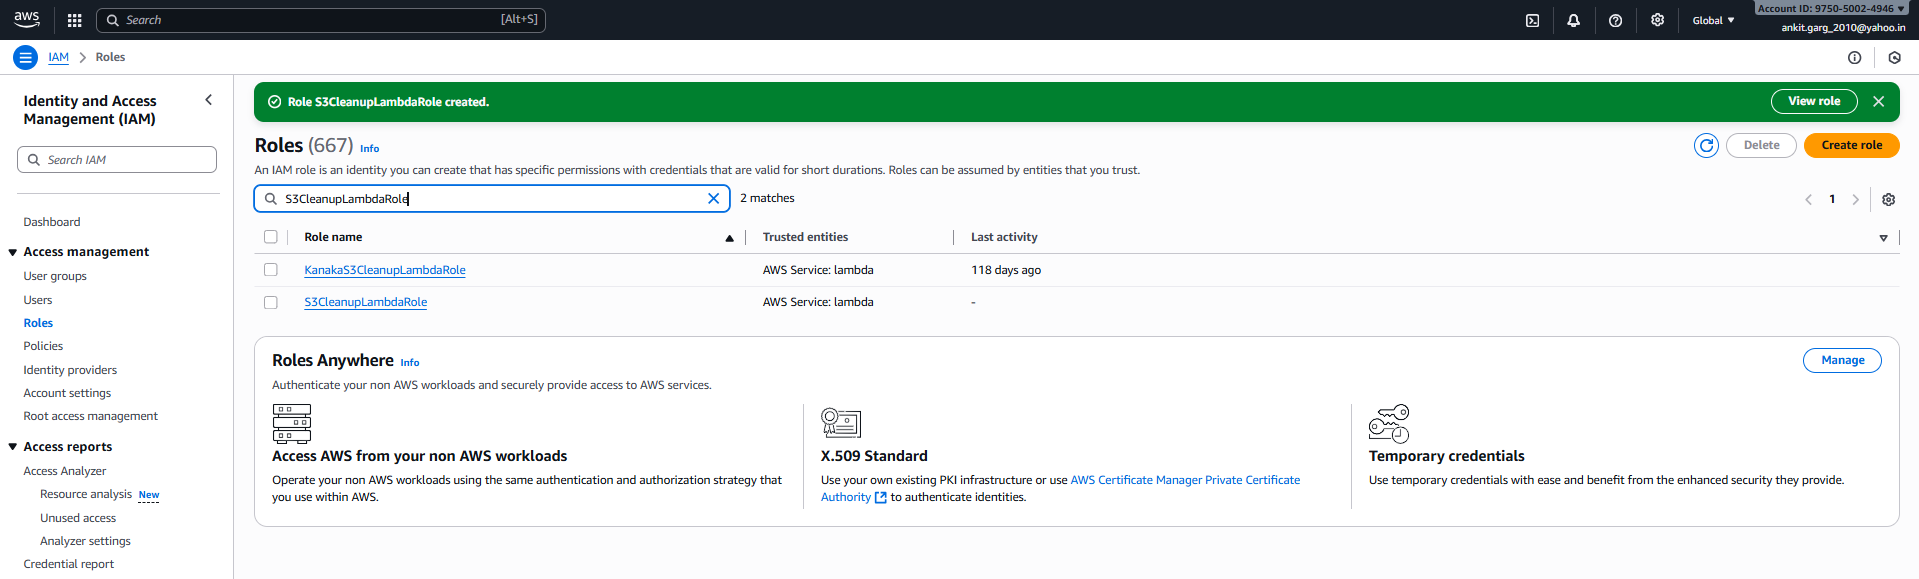 aws
Search [Alt+S]
Global ▼
Account ID: 9750-5002-4946 ▼
ankit.garg_2010@yahoo.in
IAM > Roles
Identity and Access
Management (IAM)
Search IAM
Dashboard
Access management
User groups
Users
Roles
Policies
Identity providers
Account settings
Root access management
Access reports
Access Analyzer
Resource analysis New
Unused access
Analyzer settings
Credential report
Role S3CleanupLambdaRole created.
View role
Roles (667) Info
Delete
Create role
An IAM role is an identity you can create that has specific permissions with credentials that are valid for short durations. Roles can be assumed by entities that you trust.
S3CleanupLambdaRole
2 matches
1
Role name Trusted entities Last activity
KanakaS3CleanupLambdaRole AWS Service: lambda 118 days ago
S3CleanupLambdaRole AWS Service: lambda -
Roles Anywhere Info
Manage
Authenticate your non AWS workloads and securely provide access to AWS services.
Access AWS from your non AWS workloads
Operate your non AWS workloads using the same authentication and authorization strategy that
you use within AWS.
X.509 Standard
Use your own existing PKI infrastructure or use AWS Certificate Manager Private Certificate
Authority to authenticate identities.
Temporary credentials
Use temporary credentials with ease and benefit from the enhanced security they provide.